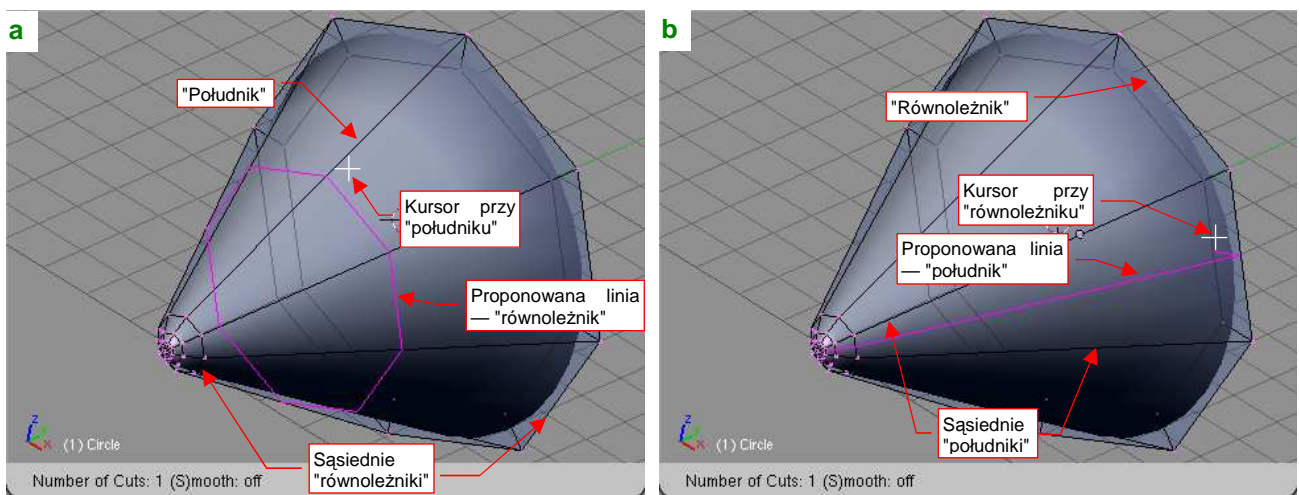 a
"Południk"
Kursor przy
"południku"
Proponowana linia
— "równoleżnik"
Sąsiednie
"równoleżniki"
z
x
(1) Circle
Number of Cuts: 1 (S)mooth: off
b
"Równoleżnik"
Kursor przy
"równoleżniku"
Proponowana linia
— "południk"
Sąsiednie
"południki"
z
x
(1) Circle
Number of Cuts: 1 (S)mooth: off